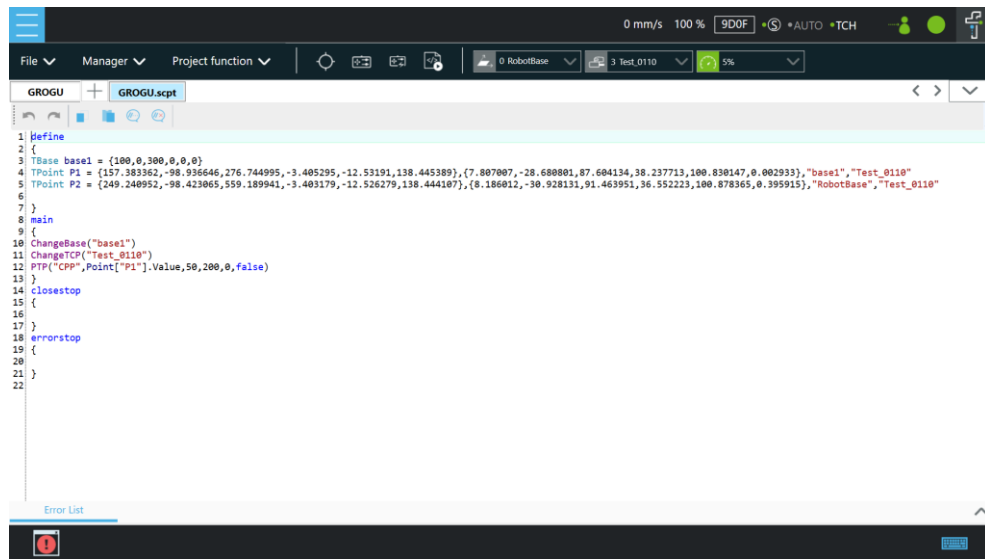 0 mm/s 100 % 9D0F •Ⓢ •AUTO •TCH
File Manager Project function 0 RobotBase 3 Test_0110 5%
GROGU GROGU.scpt
1 define
2 {
3 TBase base1 = {100,0,300,0,0,0}
4 TPoint P1 = {157.383362,-98.936646,276.744995,-3.405295,-12.53191,138.445389},{7.807007,-28.680801,87.604134,38.237713,100.830147,0.002933},"base1","Test_0110"
5 TPoint P2 = {249.240952,-98.423065,559.189941,-3.403179,-12.526279,138.444107},{8.186012,-30.928131,91.463951,36.552223,100.878365,0.395915},"RobotBase","Test_0110"
6
7 }
8 main
9 {
10 ChangeBase("base1")
11 ChangeTCP("Test_0110")
12 PTP("CPP",Point["P1"].Value,50,200,0,false)
13 }
14 closestop
15 {
16
17 }
18 errorstop
19 {
20
21 }
22
Error List